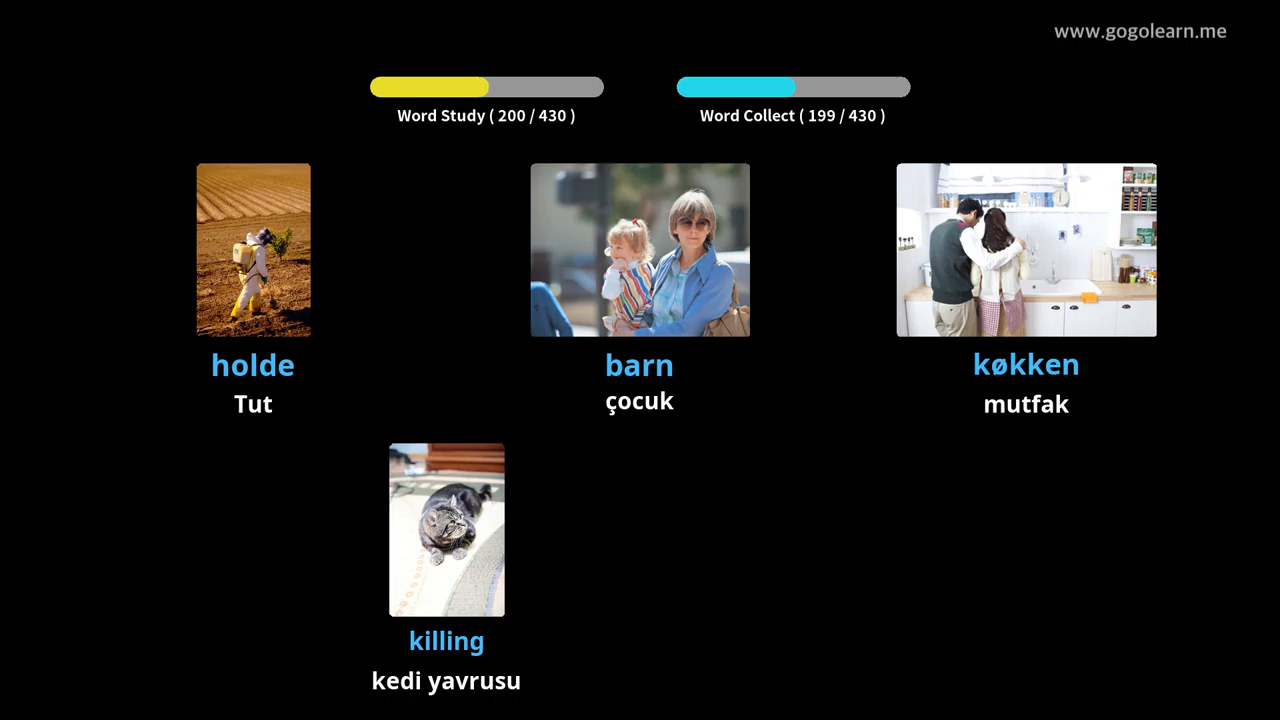 www.gogolearn.me
Word Study ( 200 / 430 )
Word Collect ( 199 / 430 )
holde
Tut
barn
çocuk
køkken
mutfak
killing
kedi yavrusu